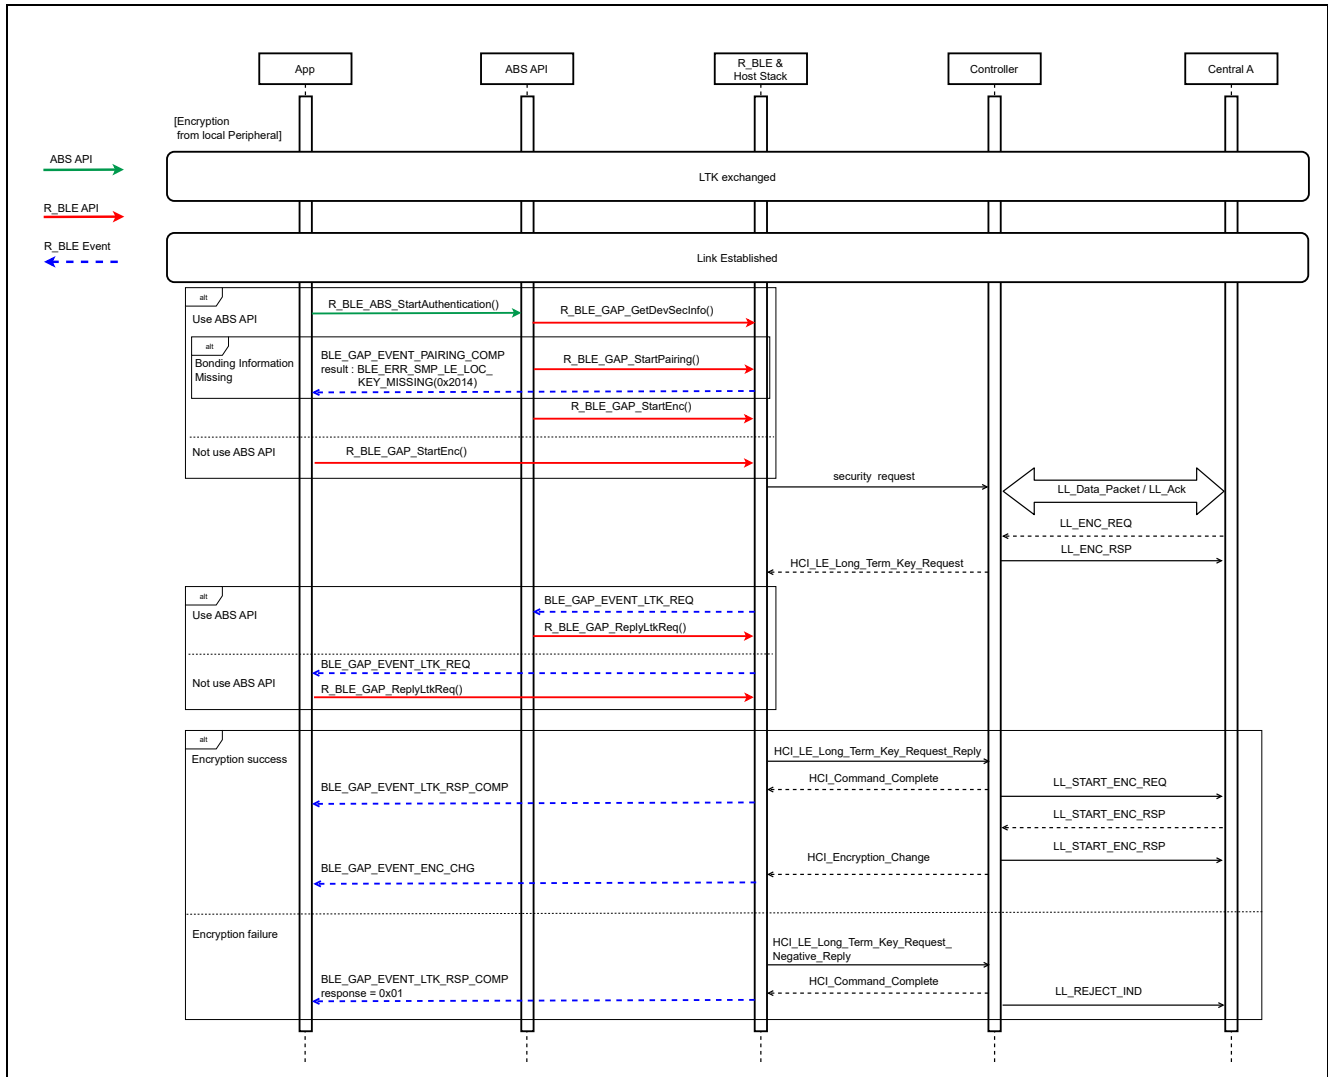 App
ABS API
R_BLE &
Host Stack
Controller
Central A
[Encryption
from local Peripheral]
ABS API
R_BLE API
R_BLE Event
LTK exchanged
Link Established
alt
Use ABS API
R_BLE_ABS_StartAuthentication()
R_BLE_GAP_GetDevSecInfo()
alt
Bonding Information
Missing
BLE_GAP_EVENT_PAIRING_COMP
result : BLE_ERR_SMP_LE_LOC_
KEY_MISSING(0x2014)
R_BLE_GAP_StartPairing()
R_BLE_GAP_StartEnc()
Not use ABS API
R_BLE_GAP_StartEnc()
security request
LL_Data_Packet / LL_Ack
LL_ENC_REQ
LL_ENC_RSP
HCI_LE_Long_Term_Key_Request
alt
Use ABS API
BLE_GAP_EVENT_LTK_REQ
R_BLE_GAP_ReplyLtkReq()
Not use ABS API
BLE_GAP_EVENT_LTK_REQ
R_BLE_GAP_ReplyLtkReq()
alt
Encryption success
HCI_LE_Long_Term_Key_Request_Reply
HCI_Command_Complete
BLE_GAP_EVENT_LTK_RSP_COMP
LL_START_ENC_REQ
LL_START_ENC_RSP
LL_START_ENC_RSP
HCI_Encryption_Change
BLE_GAP_EVENT_ENC_CHG
Encryption failure
HCI_LE_Long_Term_Key_Request_
Negative_Reply
HCI_Command_Complete
BLE_GAP_EVENT_LTK_RSP_COMP
response = 0x01
LL_REJECT_IND